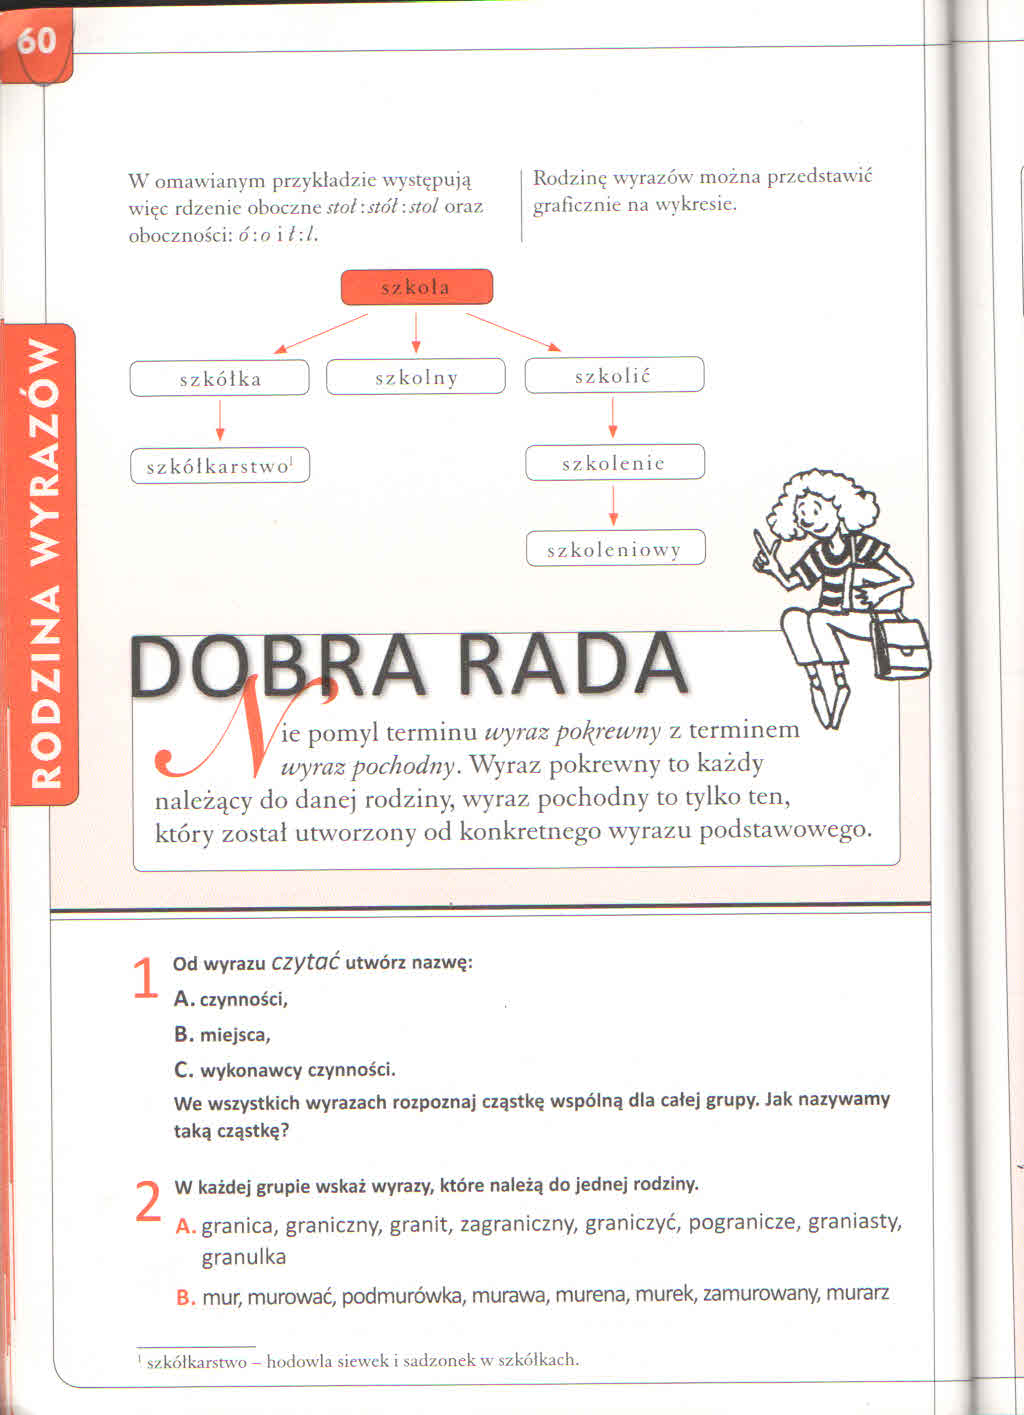 60
W omawianym przykładzie występują
więc rdzenie oboczne stoł : stół : stol oraz
oboczności: ó : o i ł : l.
Rodzinę wyrazów można przedstawić
graficznie na wykresie.
szkoła
szkółka
szkolny
szkolić
szkółkarstwo¹
szkolenie
szkoleniowy
RODZINA WYRAZÓW
DOBRA RADA
Nie pomyl terminu wyraz pokrewny z terminem
wyraz pochodny. Wyraz pokrewny to każdy
należący do danej rodziny, wyraz pochodny to tylko ten,
który został utworzony od konkretnego wyrazu podstawowego.
1 Od wyrazu czytać utwórz nazwę:
A. czynności,
B. miejsca,
C. wykonawcy czynności.
We wszystkich wyrazach rozpoznaj cząstkę wspólną dla całej grupy. Jak nazywamy
taką cząstkę?
2 W każdej grupie wskaż wyrazy, które należą do jednej rodziny.
A. granica, graniczny, granit, zagraniczny, graniczyć, pogranicze, graniasty,
granulka
B. mur, murować, podmurówka, murawa, murena, murek, zamurowany, murarz
¹ szkółkarstwo – hodowla siewek i sadzonek w szkółkach.